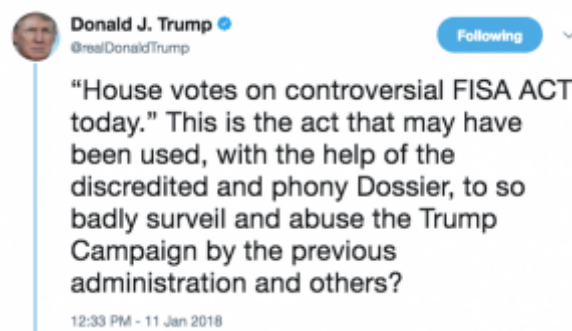 Donald J. Trump
@realDonaldTrump
Following
“House votes on controversial FISA ACT
today.” This is the act that may have
been used, with the help of the
discredited and phony Dossier, to so
badly surveil and abuse the Trump
Campaign by the previous
administration and others?
12:33 PM - 11 Jan 2018